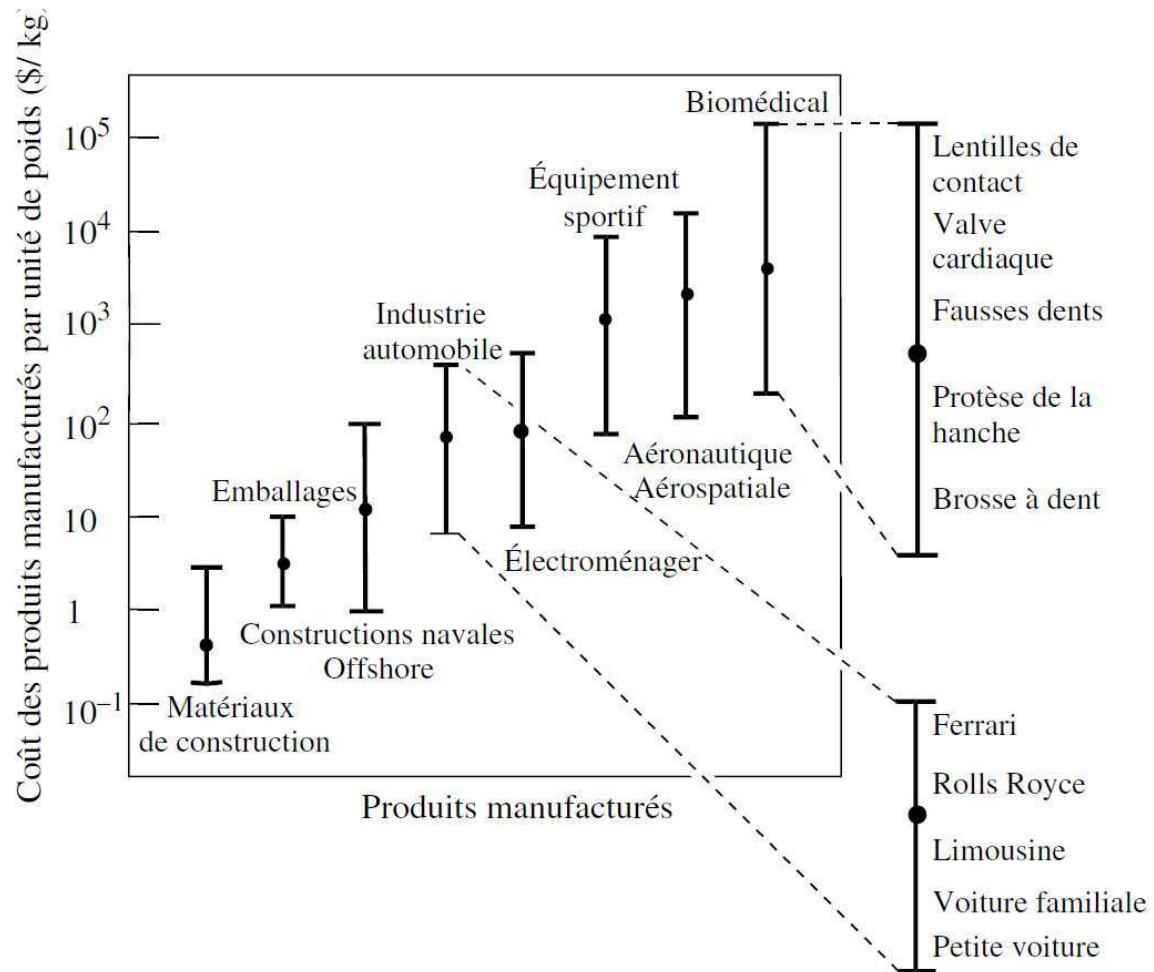 Coût des produits manufacturés par unité de poids ($/ kg)
10⁵
10⁴
10³
10²
10
1
10⁻¹
Biomédical
Équipement
sportif
Industrie
automobile
Aéronautique
Aérospatiale
Emballages
Électroménager
Constructions navales
Offshore
Matériaux
de construction
Produits manufacturés
Lentilles de
contact
Valve
cardiaque
Fausses dents
Protèse de la
hanche
Brosse à dent
Ferrari
Rolls Royce
Limousine
Voiture familiale
Petite voiture